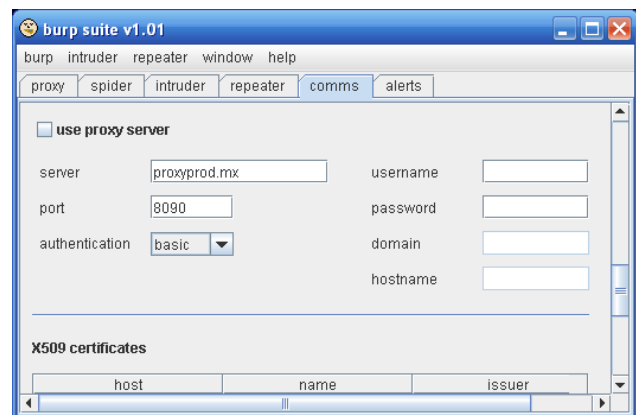 burp suite v1.01
burp intruder repeater window help
proxy spider intruder repeater comms alerts
use proxy server
server proxyprod.mx username
port 8090 password
authentication basic domain
hostname
X509 certificates
host name issuer